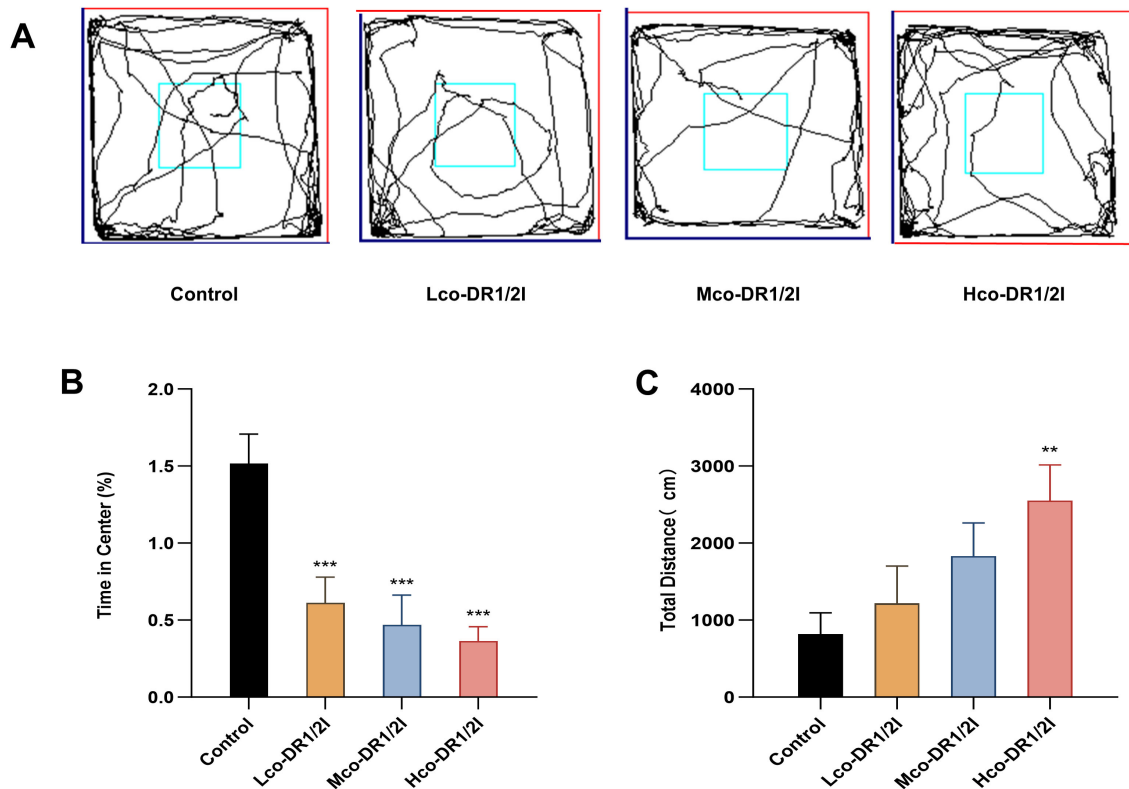 A
Control Lco-DR1/2I Mco-DR1/2I Hco-DR1/2I
B
Time in Center (%)
2.0
1.5
1.0
0.5
0.0
***
***
***
Control Lco-DR1/2I Mco-DR1/2I Hco-DR1/2I
C
Total Distance( cm)
4000
3000
2000
1000
0
**
Control Lco-DR1/2I Mco-DR1/2I Hco-DR1/2I